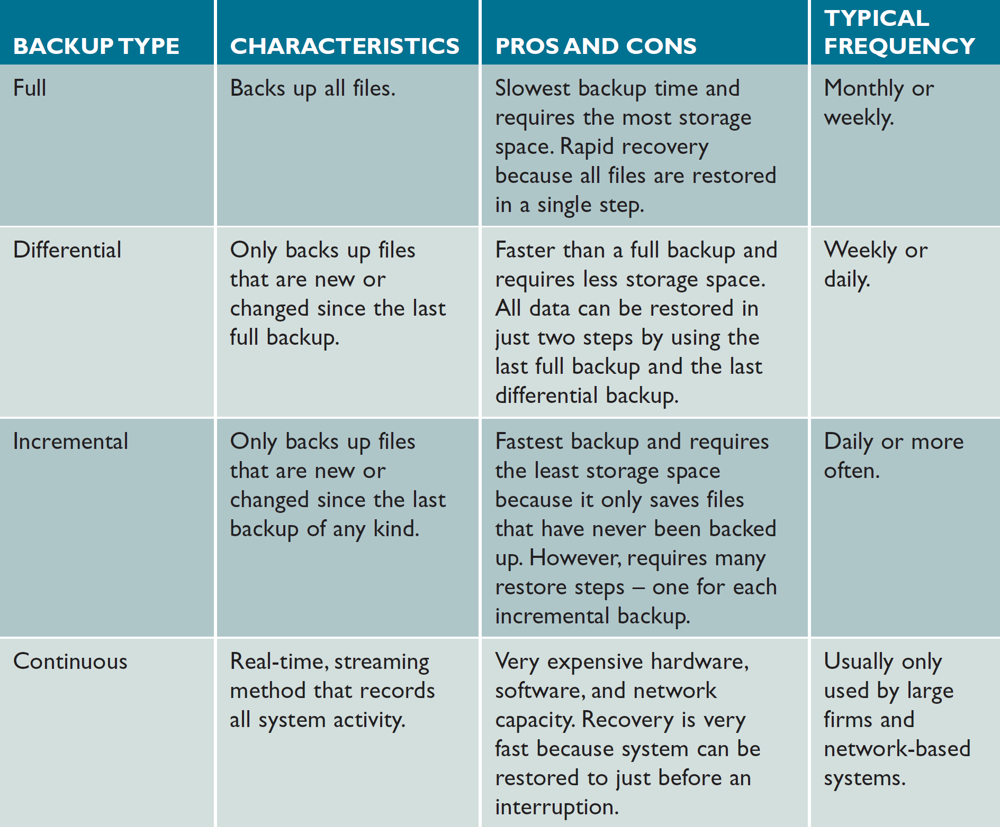 BACKUP TYPE
CHARACTERISTICS
PROS AND CONS
TYPICAL
FREQUENCY
Full
Backs up all files.
Slowest backup time and
requires the most storage
space. Rapid recovery
because all files are restored
in a single step.
Monthly or
weekly.
Differential
Only backs up files
that are new or
changed since the last
full backup.
Faster than a full backup and
requires less storage space.
All data can be restored in
just two steps by using the
last full backup and the last
differential backup.
Weekly or
daily.
Incremental
Only backs up files
that are new or
changed since the last
backup of any kind.
Fastest backup and requires
the least storage space
because it only saves files
that have never been backed
up. However, requires many
restore steps – one for each
incremental backup.
Daily or more
often.
Continuous
Real-time, streaming
method that records
all system activity.
Very expensive hardware,
software, and network
capacity. Recovery is very
fast because system can be
restored to just before an
interruption.
Usually only
used by large
firms and
network-based
systems.